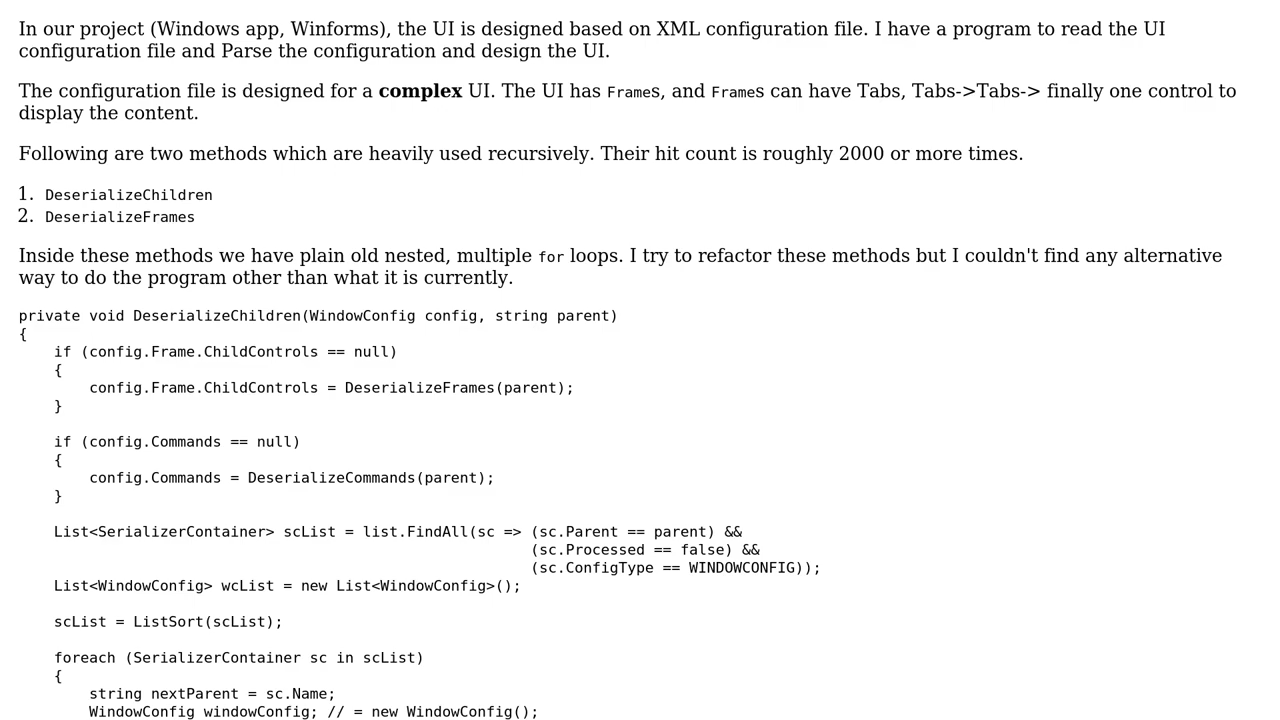 In our project (Windows app, Winforms), the UI is designed based on XML configuration file. I have a program to read the UI
configuration file and Parse the configuration and design the UI.
The configuration file is designed for a complex UI. The UI has Frames, and Frames can have Tabs, Tabs->Tabs-> finally one control to
display the content.
Following are two methods which are heavily used recursively. Their hit count is roughly 2000 or more times.
1. DeserializeChildren
2. DeserializeFrames
Inside these methods we have plain old nested, multiple for loops. I try to refactor these methods but I couldn't find any alternative
way to do the program other than what it is currently.
private void DeserializeChildren(WindowConfig config, string parent)
{
    if (config.Frame.ChildControls == null)
    {
        config.Frame.ChildControls = DeserializeFrames(parent);
    }
    if (config.Commands == null)
    {
        config.Commands = DeserializeCommands(parent);
    }
    List<SerializerContainer> scList = list.FindAll(sc => (sc.Parent == parent) &&
                                                          (sc.Processed == false) &&
                                                          (sc.ConfigType == WINDOWCONFIG));
    List<WindowConfig> wcList = new List<WindowConfig>();
    scList = ListSort(scList);
    foreach (SerializerContainer sc in scList)
    {
        string nextParent = sc.Name;
        WindowConfig windowConfig; // = new WindowConfig();